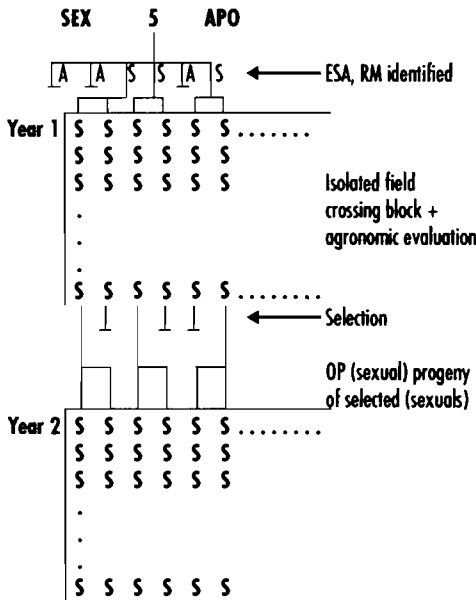 SEX 5 APO
A A S S A S
ESA, RM identified
Year 1 S S S S S S ........
S S S S S S
S S S S S S
Isolated field
crossing block +
agronomic evaluation
.
.
.
S S S S S S ........
Selection
OP (sexual) progeny
of selected (sexuals)
Year 2 S S S S S S ........
S S S S S S
S S S S S S
.
.
.
S S S S S S